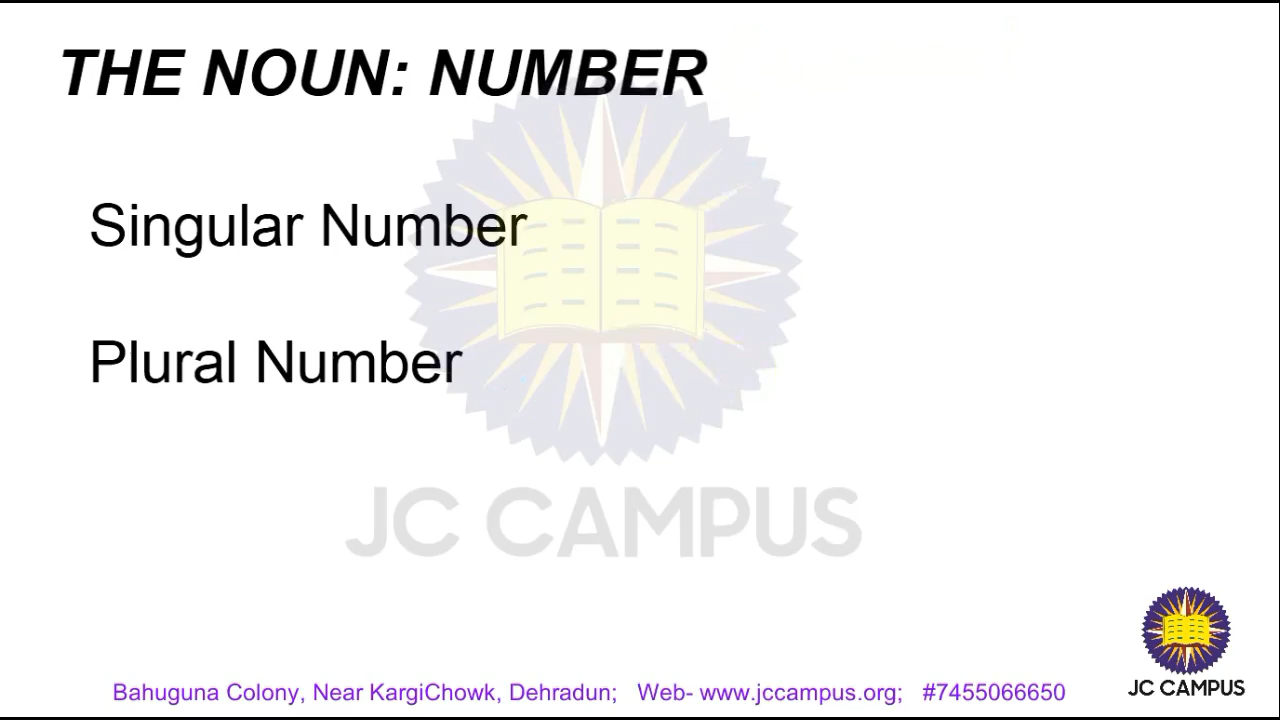 THE NOUN: NUMBER
Singular Number
Plural Number
JC CAMPUS
JC CAMPUS
Bahuguna Colony, Near KargiChowk, Dehradun; Web- www.jccampus.org; #7455066650